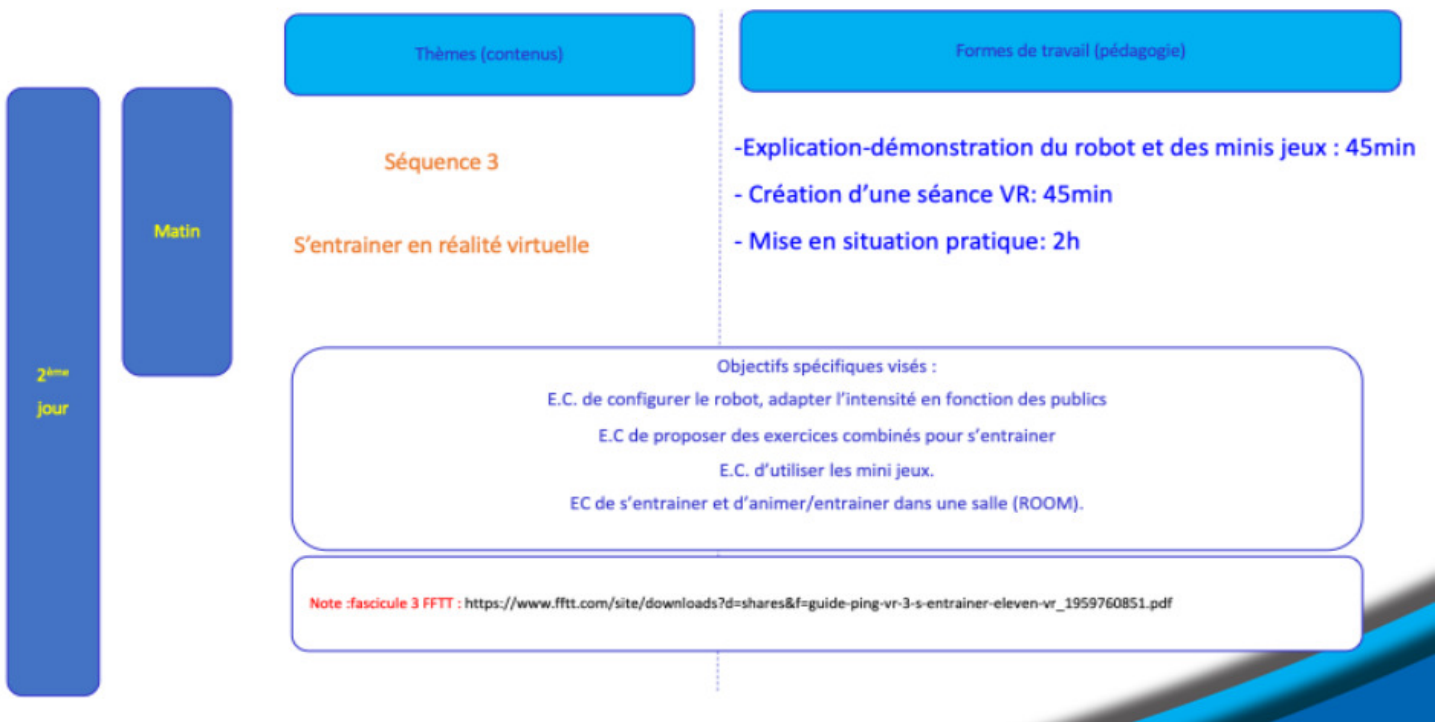 Thèmes (contenus)
Formes de travail (pédagogie)
2ème
jour
Matin
Séquence 3
S'entrainer en réalité virtuelle
-Explication-démonstration du robot et des minis jeux : 45min
- Création d'une séance VR: 45min
- Mise en situation pratique: 2h
Objectifs spécifiques visés :
E.C. de configurer le robot, adapter l'intensité en fonction des publics
E.C de proposer des exercices combinés pour s'entrainer
E.C. d'utiliser les mini jeux.
EC de s'entrainer et d'animer/entrainer dans une salle (ROOM).
Note :fascicule 3 FFTT : https://www.fftt.com/site/downloads?d=shares&f=guide-ping-vr-3-s-entrainer-eleven-vr_1959760851.pdf